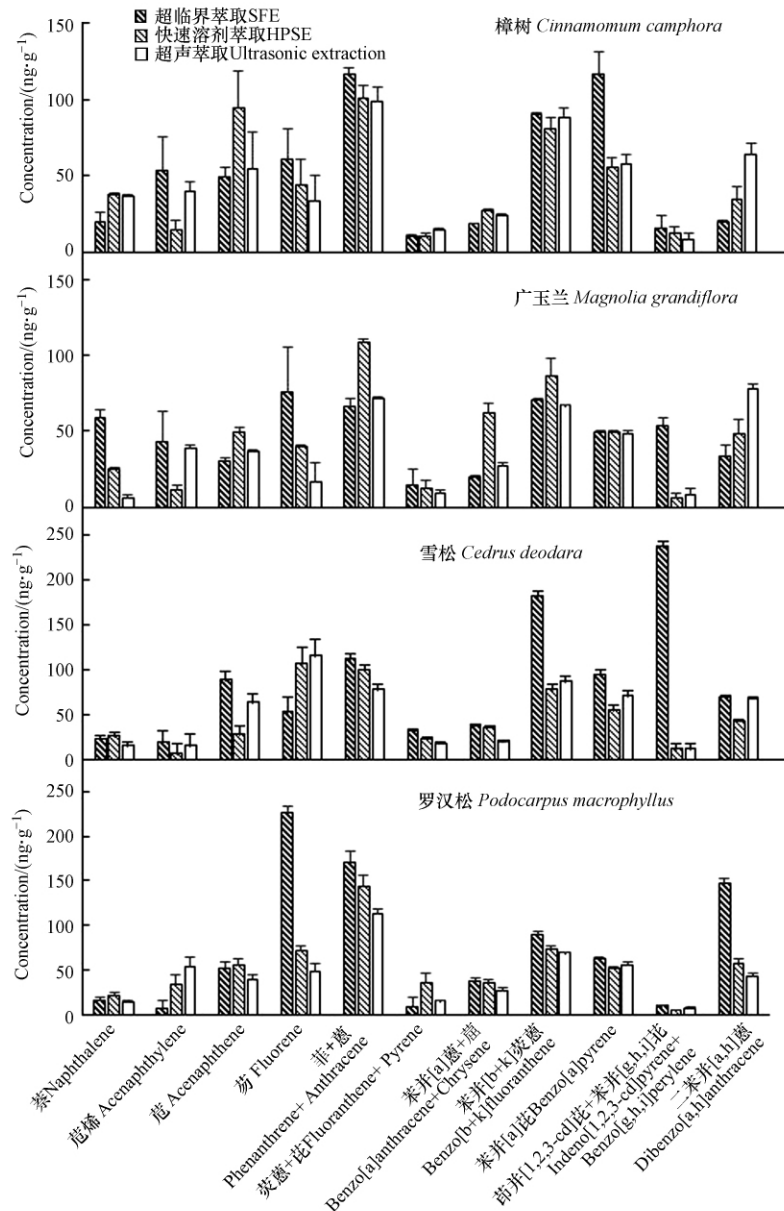 超临界萃取SFE
快速溶剂萃取HPSE
超声萃取Ultrasonic extraction
樟树 Cinnamomum camphora
Concentration/(ng·g⁻¹)
150
100
50
0
广玉兰 Magnolia grandiflora
Concentration/(ng·g⁻¹)
150
100
50
0
雪松 Cedrus deodara
Concentration/(ng·g⁻¹)
250
200
150
100
50
0
罗汉松 Podocarpus macrophyllus
Concentration/(ng·g⁻¹)
250
200
150
100
50
0
萘Naphthalene
苊烯 Acenaphthylene
苊 Acenaphthene
芴 Fluorene
菲+蒽
Phenanthrene+ Anthracene
荧蒽+芘Fluoranthene+ Pyrene
苯并[a]蒽+䓛
Benzo[a]anthracene+Chrysene
苯并[b+k]荧蒽
Benzo[b+k]fluoranthene
苯并[a]芘Benzo[a]pyrene
茚并[1,2,3-cd]芘+苯并[g,h,i]苝
Indeno[1,2,3-cd]pyrene+
Benzo[g,h,i]perylene
二苯并[a,h]蒽
Dibenzo[a,h]anthracene